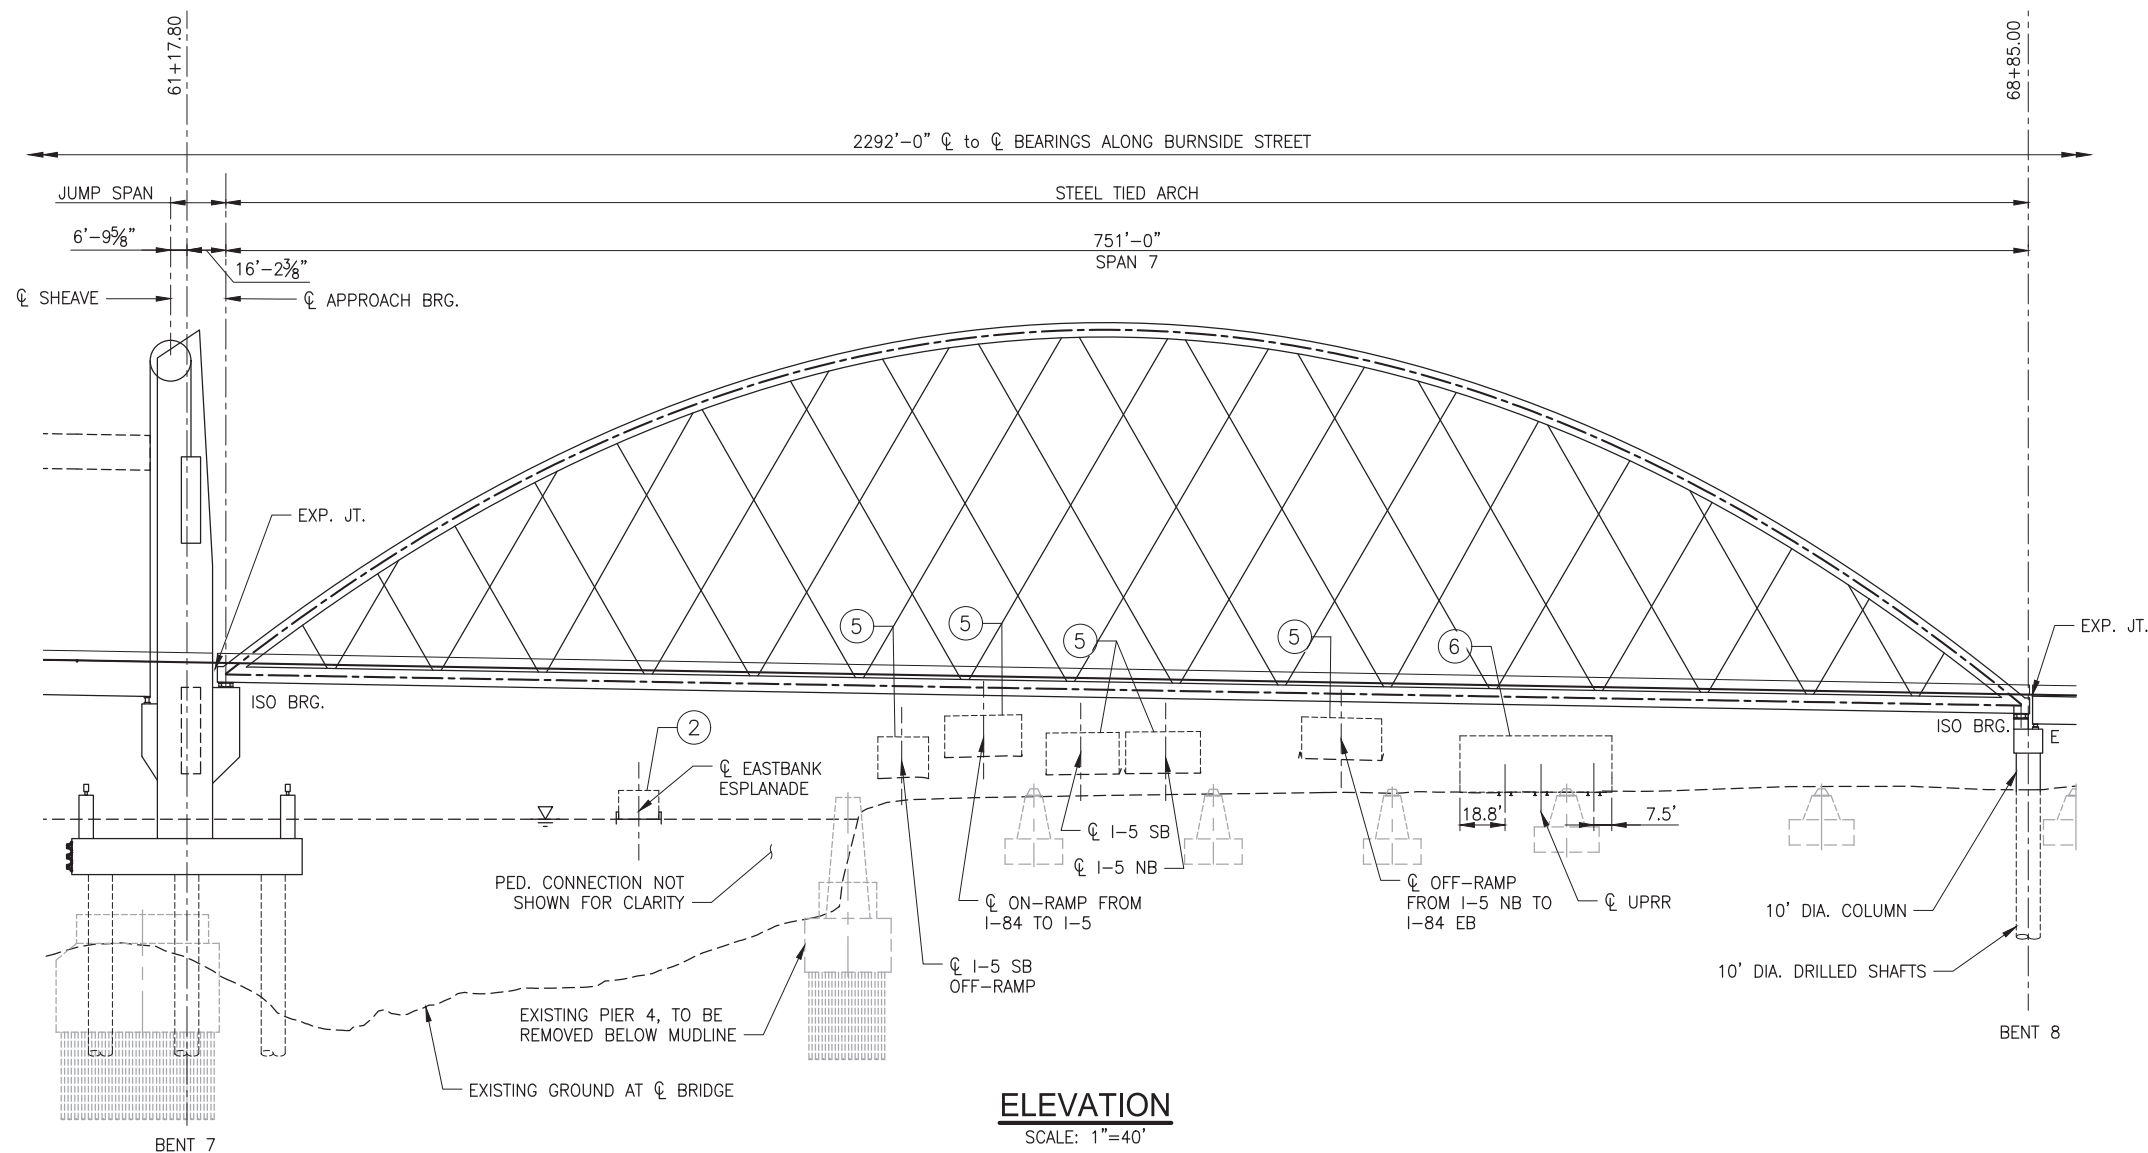 61+17.80
68+85.00
2292'-0" ℄ to ℄ BEARINGS ALONG BURNSIDE STREET
JUMP SPAN
STEEL TIED ARCH
6'-9⅝"
751'-0"
16'-2⅜"
SPAN 7
℄ SHEAVE
℄ APPROACH BRG.
EXP. JT.
5
5
5
5
6
EXP. JT.
ISO BRG.
2
ISO BRG.
E
℄ EASTBANK
ESPLANADE
18.8'
7.5'
℄ I-5 SB
℄ I-5 NB
PED. CONNECTION NOT
SHOWN FOR CLARITY
℄ ON-RAMP FROM
I-84 TO I-5
℄ OFF-RAMP
FROM I-5 NB TO
I-84 EB
℄ UPRR
10' DIA. COLUMN
℄ I-5 SB
OFF-RAMP
10' DIA. DRILLED SHAFTS
EXISTING PIER 4, TO BE
REMOVED BELOW MUDLINE
BENT 8
EXISTING GROUND AT ℄ BRIDGE
ELEVATION
SCALE: 1"=40'
BENT 7